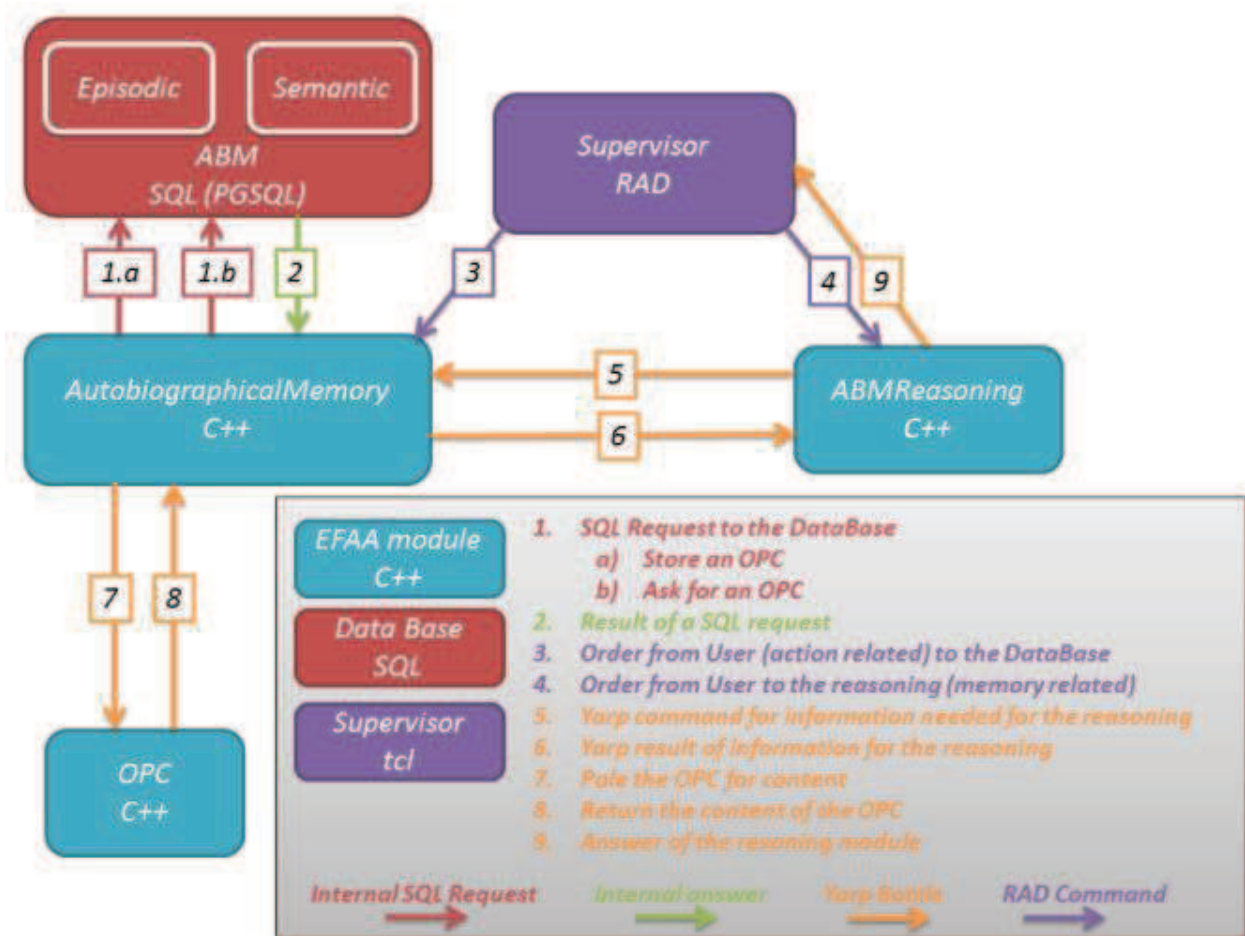 Episodic
Semantic
ABM
SQL (PGSQL)
Supervisor
RAD
1.a
1.b
2
3
4
9
AutobiographicalMemory
C++
5
6
ABMReasoning
C++
7
8
OPC
C++
EFAA module
C++
Data Base
SQL
Supervisor
tcl
1. SQL Request to the DataBase
a) Store an OPC
b) Ask for an OPC
2. Result of a SQL request
3. Order from User (action related) to the DataBase
4. Order from User to the reasoning (memory related)
5. Yarp command for information needed for the reasoning
6. Yarp result of information for the reasoning
7. Pole the OPC for content
8. Return the content of the OPC
9. Answer of the resoning module
Internal SQL Request
Internal answer
Yarp Bottle
RAD Command